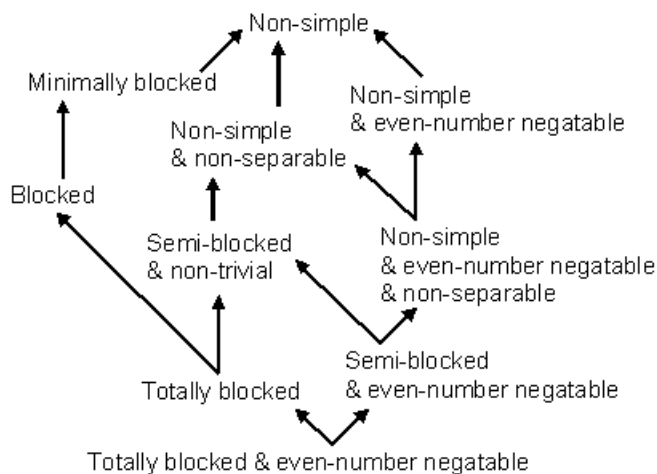 Non-simple
Minimally blocked
Non-simple
& even-number negatable
Non-simple
& non-separable
Blocked
Semi-blocked
& non-trivial
Non-simple
& even-number negatable
& non-separable
Totally blocked
Semi-blocked
& even-number negatable
Totally blocked & even-number negatable